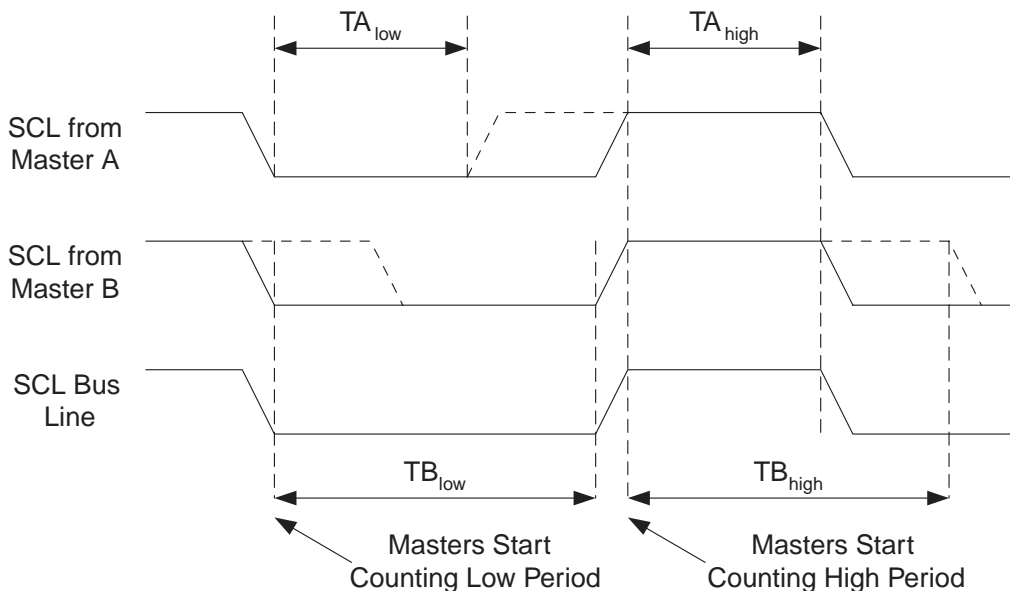 TA low
TA high
SCL from
Master A
SCL from
Master B
SCL Bus
Line
TB low
TB high
Masters Start
Counting Low Period
Masters Start
Counting High Period